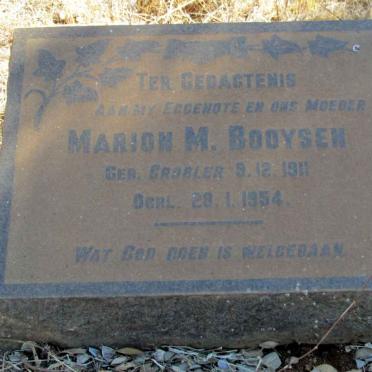 TER GEDAGTENIS
AAN MY EGGENOTE EN ONS MOEDER
MARION M. BOOYSEN
GEB. GROBLER 9.12.1911
OORL. 28.1.1954.
WAT GOD DOEN IS WELGEDAAN